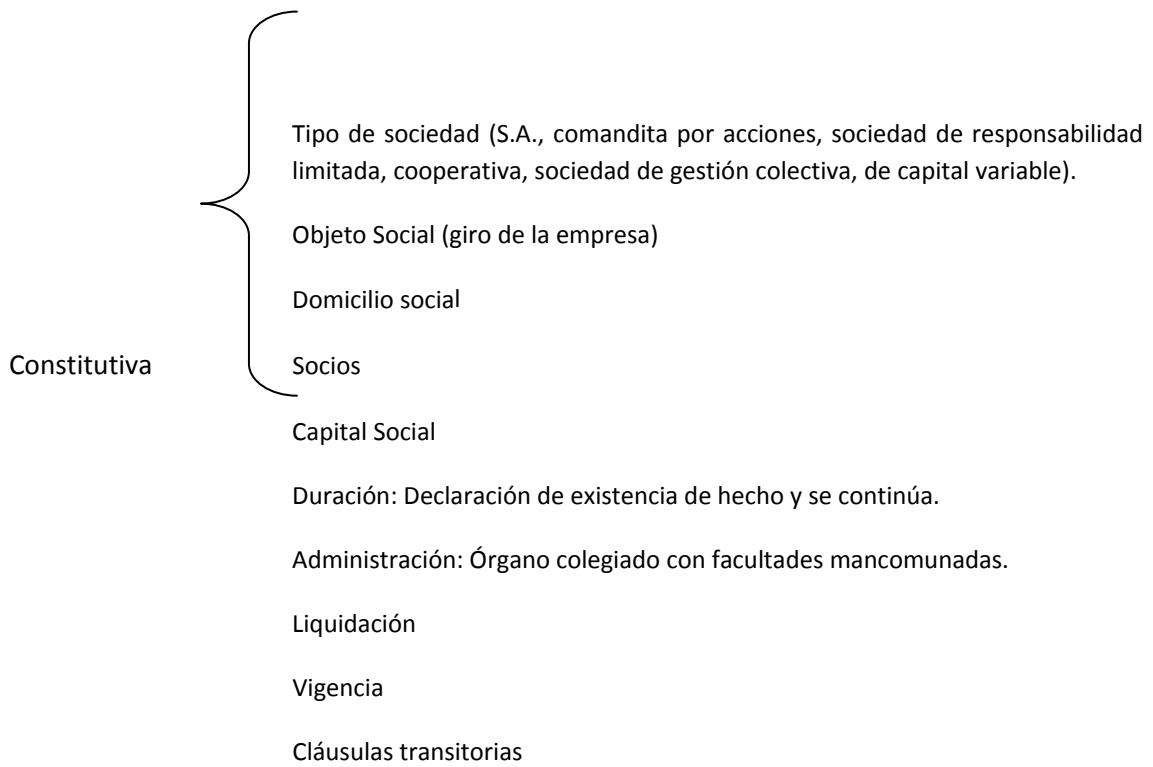 Tipo de sociedad (S.A., comandita por acciones, sociedad de responsabilidad
limitada, cooperativa, sociedad de gestión colectiva, de capital variable).
Objeto Social (giro de la empresa)
Domicilio social
Constitutiva
Socios
Capital Social
Duración: Declaración de existencia de hecho y se continúa.
Administración: Órgano colegiado con facultades mancomunadas.
Liquidación
Vigencia
Cláusulas transitorias